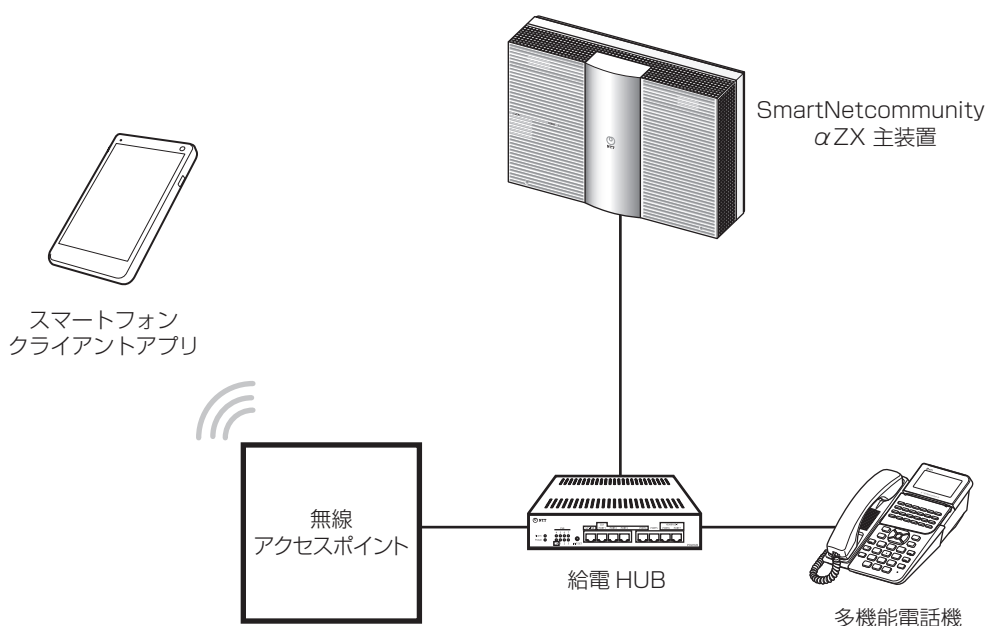 SmartNetcommunity
αZX 主装置
スマートフォン
クライアントアプリ
無線
アクセスポイント
NTT
NTT
給電 HUB
多機能電話機